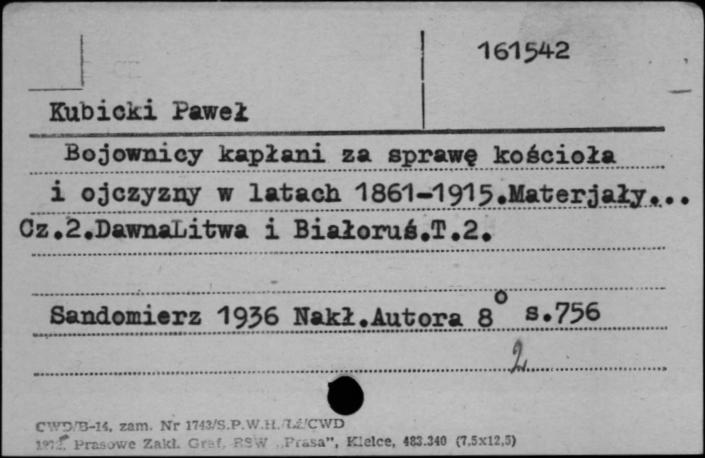 161542
Kubicki Paweł
Bojownicy kapłani za sprawę kościoła
i ojczyzny w latach 1861-1915.Materjały...
Cz.2.DawnaLitwa i Białoruś.T.2.
Sandomierz 1936 Nakł.Autora 8° s.756
2
CWD/B-14, zam. Nr 1743/S.P.W.H./Lz/CWD
Prasowe Zakł. Graf. RSW „Prasa”, Kielce, 483.340 (7,5x12,5)